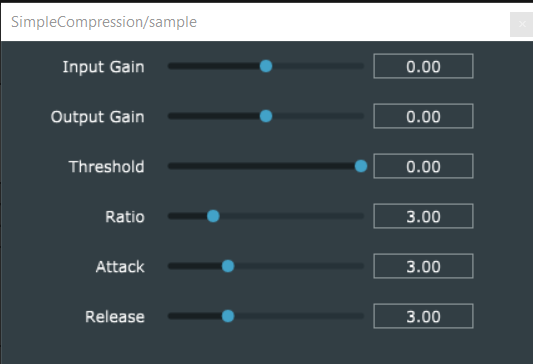 SimpleCompression/sample
Input Gain 0.00
Output Gain 0.00
Threshold 0.00
Ratio 3.00
Attack 3.00
Release 3.00